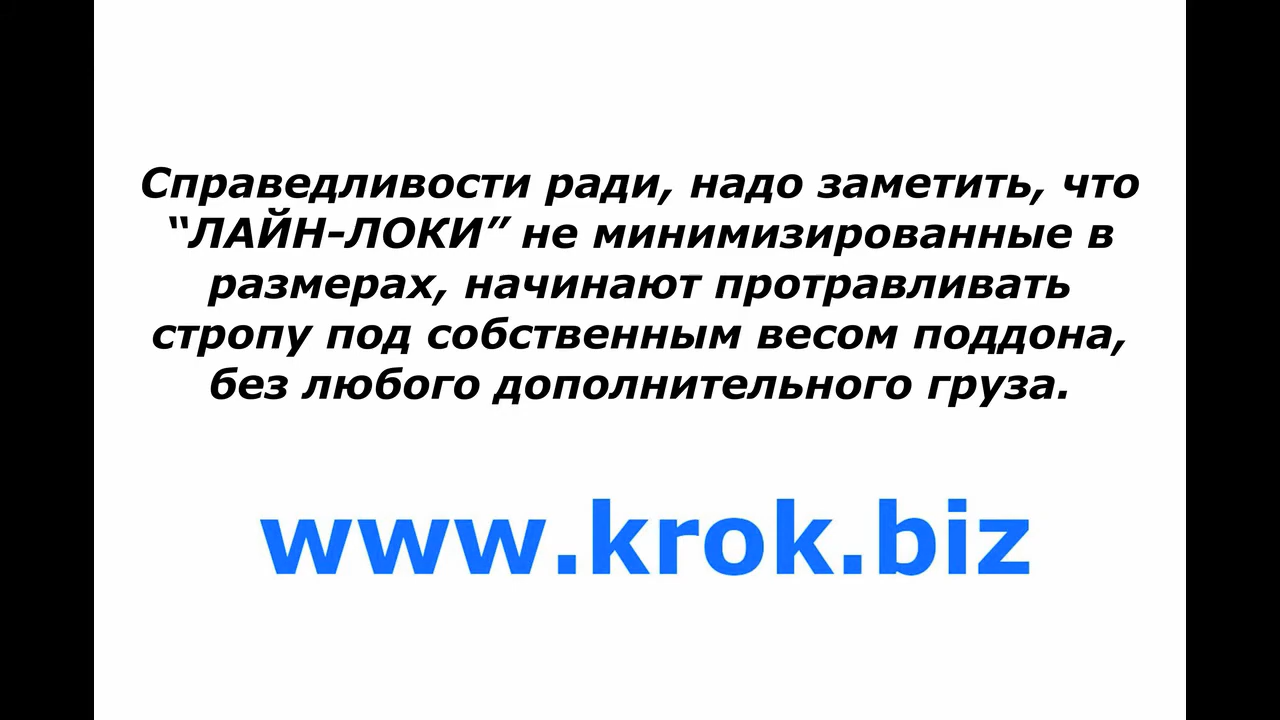 Справедливости ради, надо заметить, что
“ЛАЙН-ЛОКИ” не минимизированные в
размерах, начинают протравливать
стропу под собственным весом поддона,
без любого дополнительного груза.
www.krok.biz